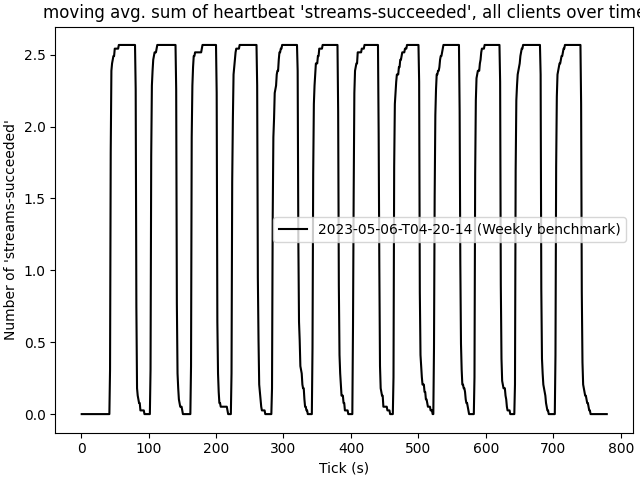 moving avg. sum of heartbeat 'streams-succeeded', all clients over time
2.5
2.0
1.5
1.0
0.5
0.0
Number of 'streams-succeeded'
2023-05-06-T04-20-14 (Weekly benchmark)
0 100 200 300 400 500 600 700 800
Tick (s)